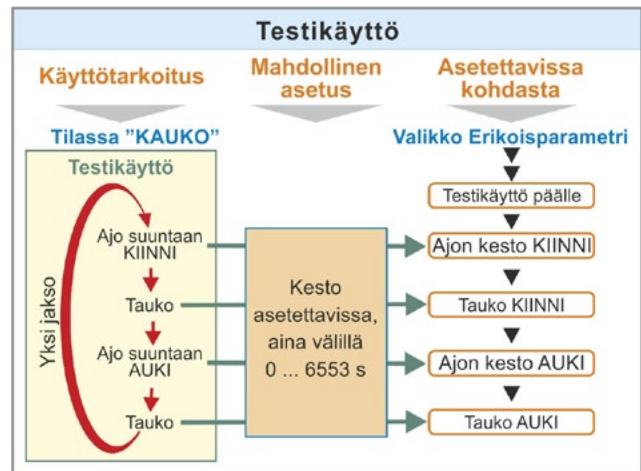 Testikäyttö
Käyttötarkoitus
Mahdollinen
asetus
Asetettavissa
kohdasta
Tilassa "KAUKO"
Valikko Erikoisparametri
Testikäyttö
Yksi jakso
Ajo suuntaan
KIINNI
Tauko
Ajo suuntaan
AUKI
Tauko
Kesto
asetettavissa,
aina välillä
0 ... 6553 s
Testikäyttö päälle
Ajon kesto KIINNI
Tauko KIINNI
Ajon kesto AUKI
Tauko AUKI